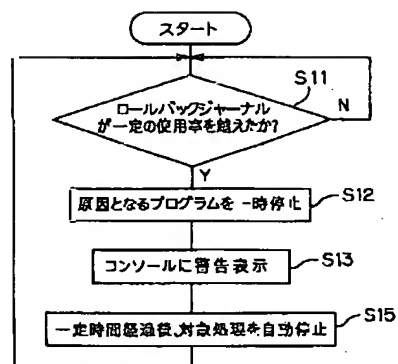 スタート
S11
ロールバックジャーナル
が一定の使用率を越えたか?
N
Y
S12
原因となるプログラムを一時停止
コンソールに警告表示
S13
S15
一定時間経過後、対象処理を自動停止